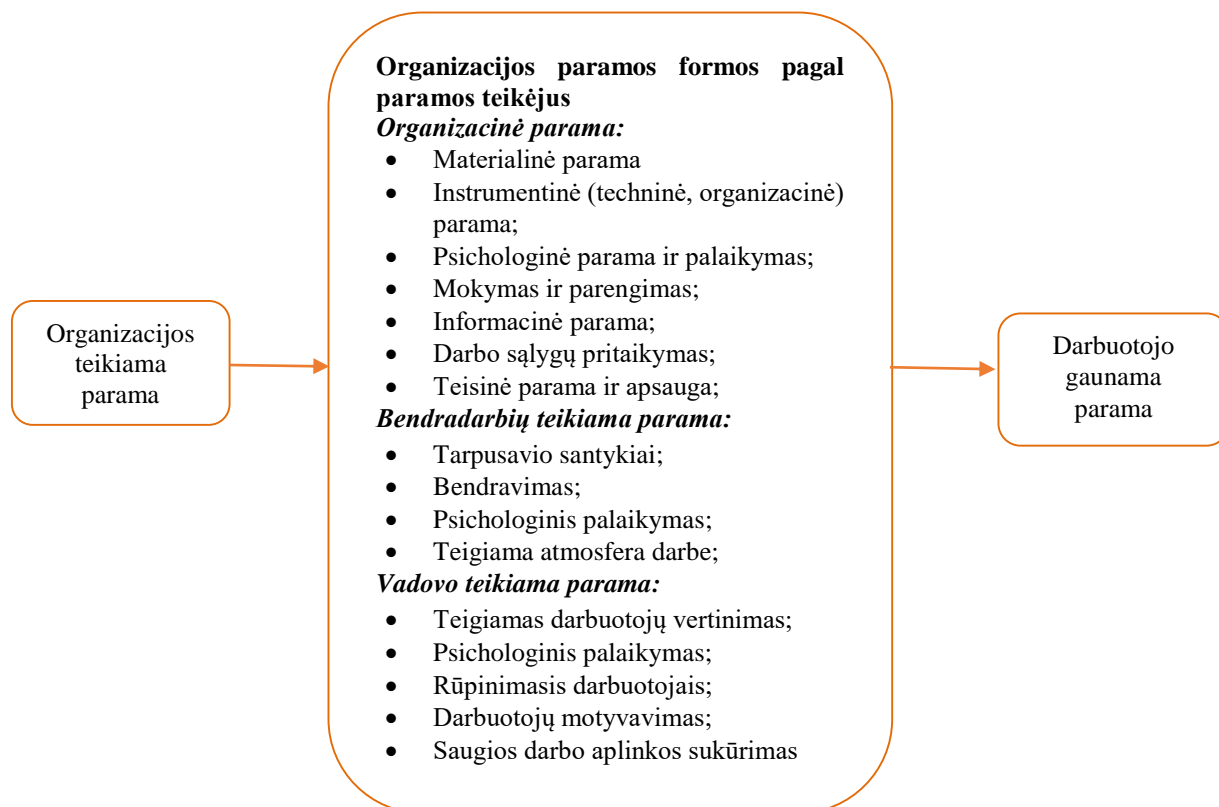 Organizacijos teikiama
parama
Organizacijos paramos formos pagal
paramos teikėjus
Organizacinė parama:
• Materialinė parama
• Instrumentinė (techninė, organizacinė)
parama;
• Psichologinė parama ir palaikymas;
• Mokymas ir parengimas;
• Informacinė parama;
• Darbo sąlygų pritaikymas;
• Teisinė parama ir apsauga;
Bendradarbių teikiama parama:
• Tarpusavio santykiai;
• Bendravimas;
• Psichologinis palaikymas;
• Teigiama atmosfera darbe;
Vadovo teikiama parama:
• Teigiamas darbuotojų vertinimas;
• Psichologinis palaikymas;
• Rūpinimasis darbuotojais;
• Darbuotojų motyvavimas;
• Saugios darbo aplinkos sukūrimas
Darbuotojo
gaunama
parama